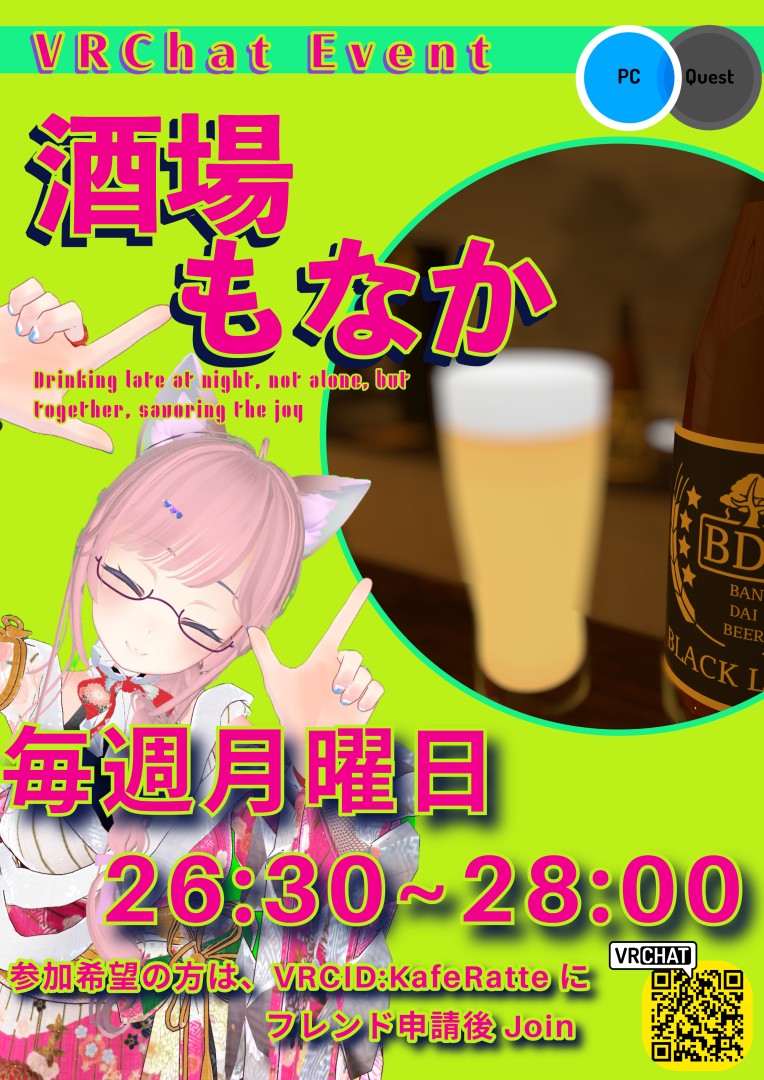 VRChat Event
PC
Quest
酒場
もなか
Drinking late at night, not alone, but
together, savoring the joy
BD
BAN
DAI
BEER
BLACK L
毎週月曜日
26:30~28:00
参加希望の方は、VRCID:KafeRatte に
フレンド申請後 Join
VRCHAT